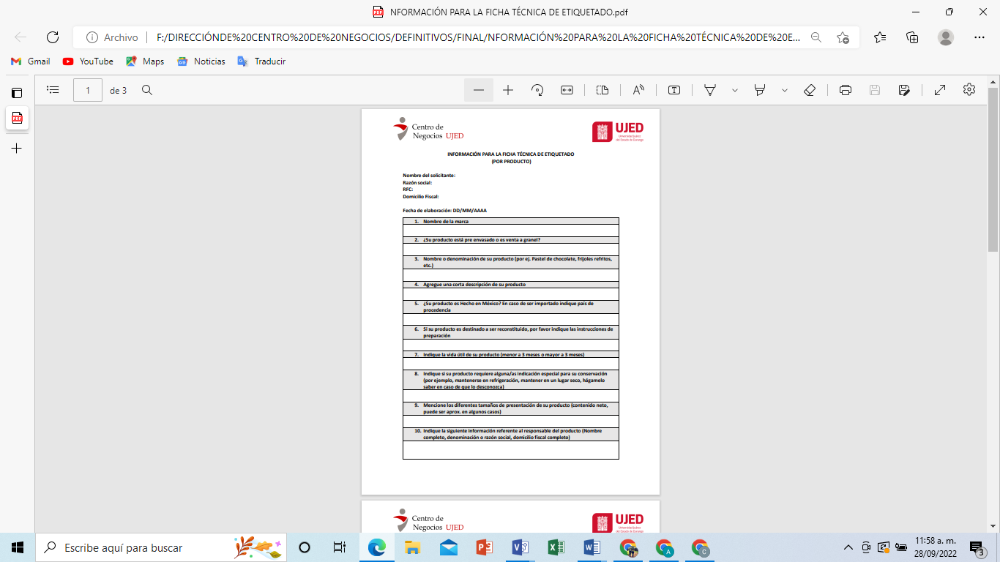 NFORMACIÓN PARA LA FICHA TÉCNICA DE ETIQUETADO.pdf
Archivo
F:/DIRECCIÓNDE%20CENTRO%20DE%20NEGOCIOS/DEFINITIVOS/FINAL/NFORMACIÓN%20PARA%20LA%20FICHA%20TÉCNICA%20DE%20E...
Gmail
YouTube
Maps
Noticias
Traducir
1 de 3
Centro de
Negocios UJED
UJED
Universidad Juárez
del Estado de Durango
INFORMACIÓN PARA LA FICHA TÉCNICA DE ETIQUETADO
(POR PRODUCTO)
Nombre del solicitante:
Razón social:
RFC:
Domicilio Fiscal:
Fecha de elaboración: DD/MM/AAAA
1. Nombre de la marca
2. ¿Su producto está pre envasado o es venta a granel?
3. Nombre o denominación de su producto (por ej. Pastel de chocolate, frijoles refritos,
etc.)
4. Agregue una corta descripción de su producto
5. ¿Su producto es Hecho en México? En caso de ser importado indique país de
procedencia
6. Si su producto es destinado a ser reconstituido, por favor indique las instrucciones de
preparación
7. Indique la vida útil de su producto (menor a 3 meses o mayor a 3 meses)
8. Indique si su producto requiere alguna/as indicación especial para su conservación
(por ejemplo, mantenerse en refrigeración, mantener en un lugar seco, hágamelo
saber en caso de que lo desconozca)
9. Mencione los diferentes tamaños de presentación de su producto (contenido neto,
puede ser aprox. en algunos casos)
10. Indique la siguiente información referente al responsable del producto (Nombre
completo, denominación o razón social, domicilio fiscal completo)
Centro de
Negocios UJED
UJED
Universidad Juárez
del Estado de Durango
Escribe aquí para buscar
11:58 a. m.
28/09/2022
3